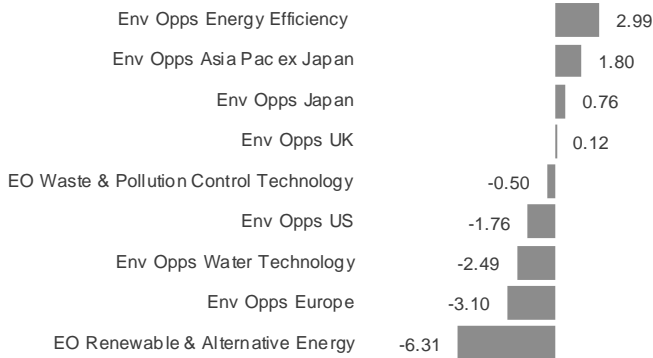 Env Opps Energy Efficiency 2.99
Env Opps Asia Pac ex Japan 1.80
Env Opps Japan 0.76
Env Opps UK 0.12
EO Waste & Pollution Control Technology -0.50
Env Opps US -1.76
Env Opps Water Technology -2.49
Env Opps Europe -3.10
EO Renewable & Alternative Energy -6.31